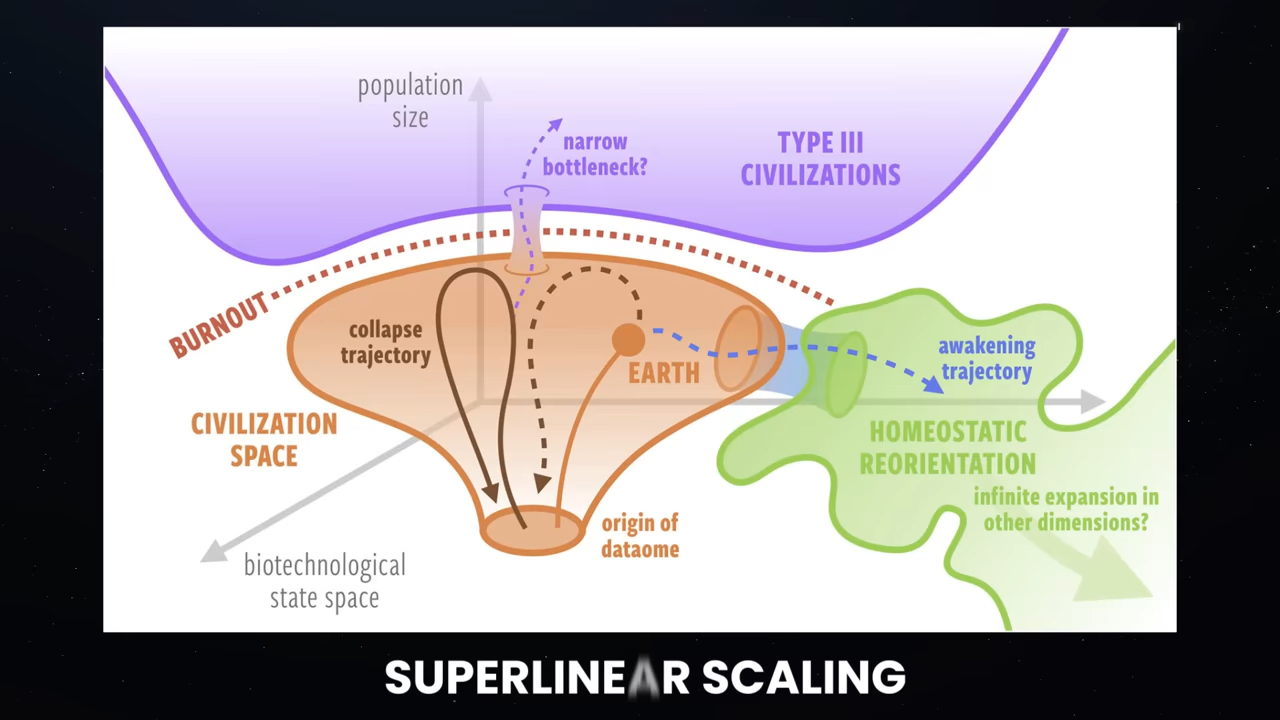 population
size
narrow
bottleneck?
TYPE III
CIVILIZATIONS
BURNOUT
collapse
trajectory
EARTH
awakening
trajectory
CIVILIZATION
SPACE
HOMEOSTATIC
REORIENTATION
infinite expansion in
other dimensions?
origin of
dataome
biotechnological
state space
SUPERLINEAR SCALING